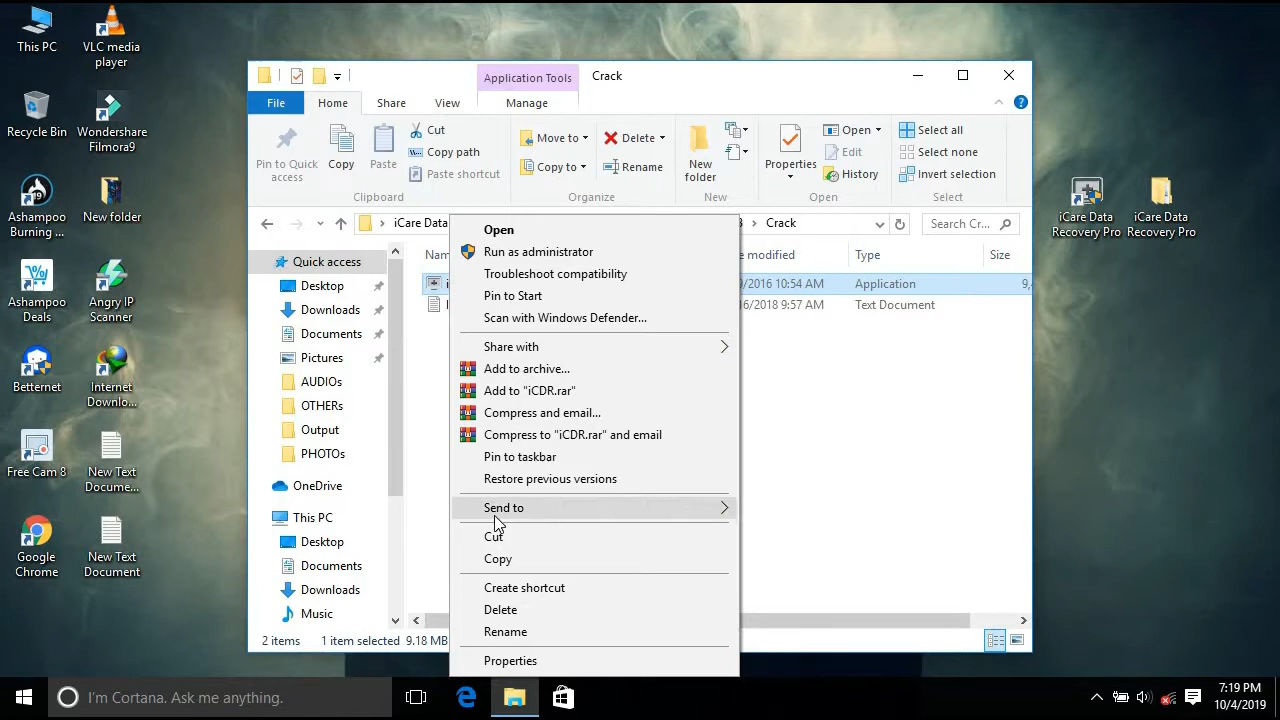 This PC
VLC media
player
Recycle Bin
Wondershare
Filmora9
Ashampoo
Burning ...
New folder
Ashampoo
Deals
Angry IP
Scanner
Betternet
Internet
Downlo...
Free Cam 8
New Text
Docume...
Google
Chrome
New Text
Document
iCare Data
Recovery Pro
iCare Data
Recovery Pro
Application Tools
Crack
File
Home
Share
View
Manage
Pin to Quick
access
Copy
Paste
Cut
Copy path
Paste shortcut
Clipboard
Move to
Copy to
Delete
Rename
Organize
New
folder
New
Properties
Open
Edit
History
Open
Select all
Select none
Invert selection
Select
iCare Data
Crack
Search Cr...
Quick access
Desktop
Downloads
Documents
Pictures
AUDIOs
OTHERs
Output
PHOTOs
OneDrive
This PC
Desktop
Documents
Downloads
Music
modified
Type
Size
/2016 10:54 AM
Application
6/2018 9:57 AM
Text Document
Open
Run as administrator
Troubleshoot compatibility
Pin to Start
Scan with Windows Defender...
Share with
Add to archive...
Add to "iCDR.rar"
Compress and email...
Compress to "iCDR.rar" and email
Pin to taskbar
Restore previous versions
Send to
Cut
Copy
Create shortcut
Delete
Rename
Properties
2 items
1 item selected
9.18 MB
I'm Cortana. Ask me anything.
7:19 PM
10/4/2019